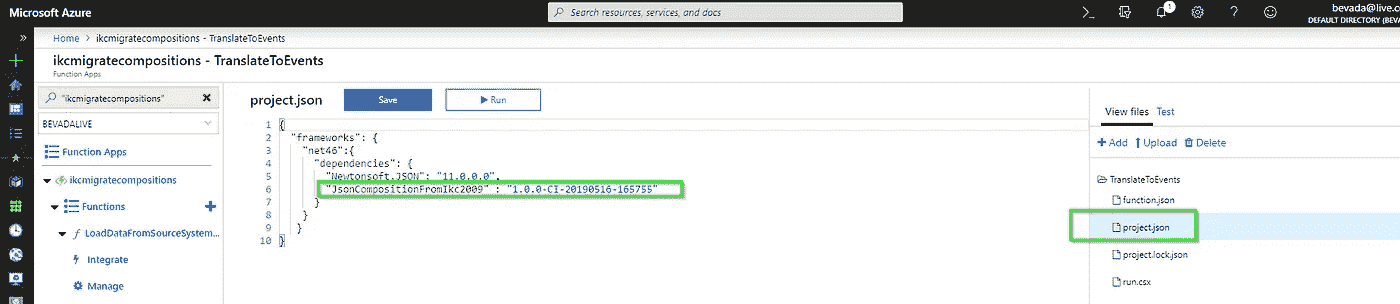 Microsoft Azure
Search resources, services, and docs
1
bevada@live.c
DEFAULT DIRECTORY (BEVAD
Home > ikcmigratecompositions - TranslateToEvents
ikcmigratecompositions - TranslateToEvents
Function Apps
"ikcmigratecompositions"
BEVADALIVE
Function Apps
ikcmigratecompositions
Functions
LoadDataFromSourceSystem...
Integrate
Manage
project.json
Save
Run
1 {
2 "frameworks": {
3 "net46":{
4 "dependencies": {
5 "Newtonsoft.JSON": "11.0.0.0",
6 "JsonCompositionFromIkc2009" : "1.0.0-CI-20190516-165755"
7 }
8 }
9 }
10 }
View files
Test
Add
Upload
Delete
TranslateToEvents
function.json
project.json
project.lock.json
run.csx